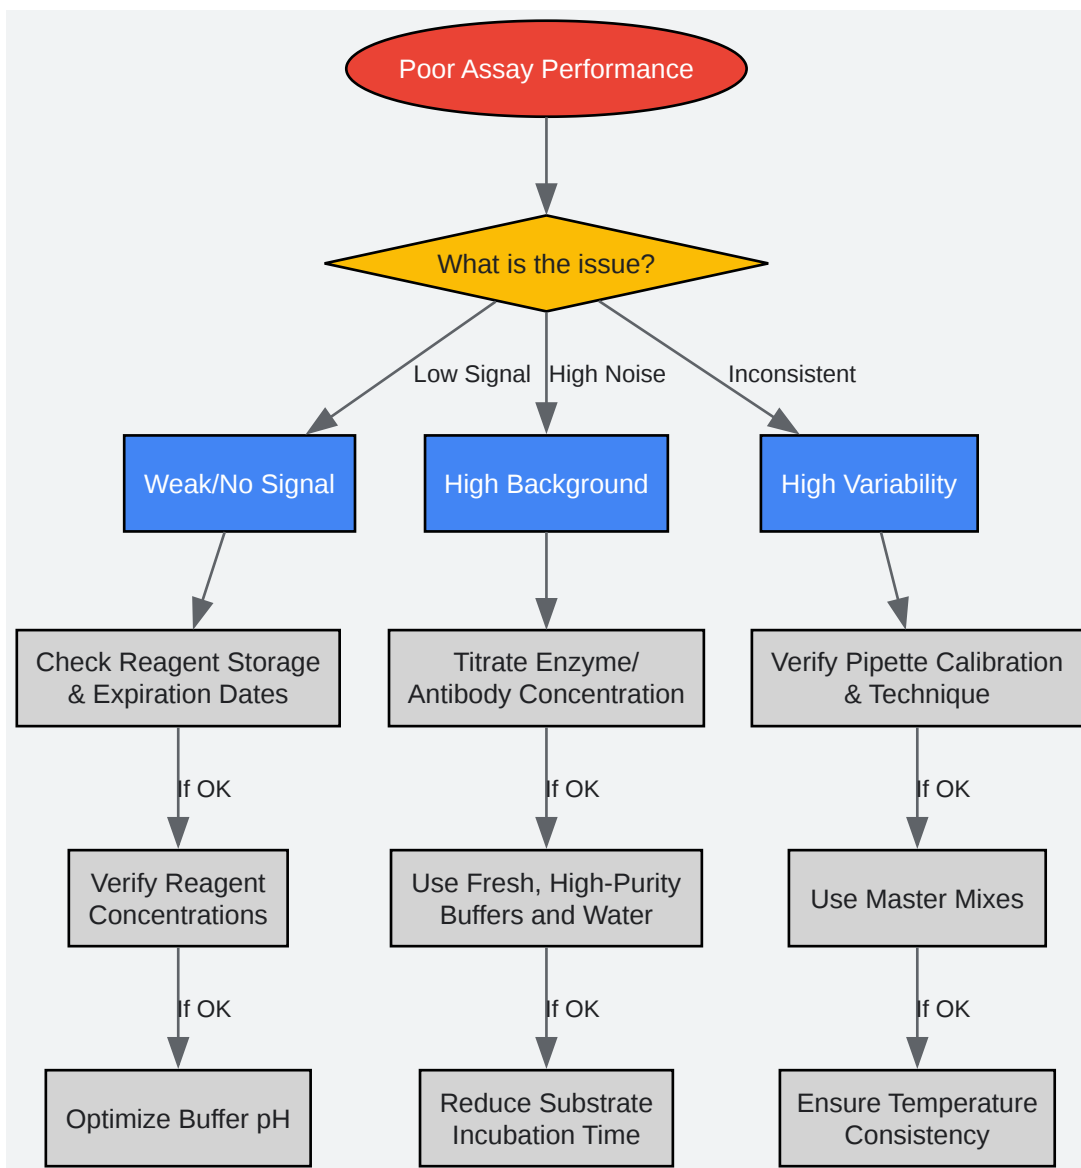 Poor Assay Performance
What is the issue?
Low Signal
High Noise
Inconsistent
Weak/No Signal
High Background
High Variability
Check Reagent Storage
& Expiration Dates
Titrate Enzyme/
Antibody Concentration
Verify Pipette Calibration
& Technique
If OK
If OK
If OK
Verify Reagent
Concentrations
Use Fresh, High-Purity
Buffers and Water
Use Master Mixes
If OK
If OK
If OK
Optimize Buffer pH
Reduce Substrate
Incubation Time
Ensure Temperature
Consistency